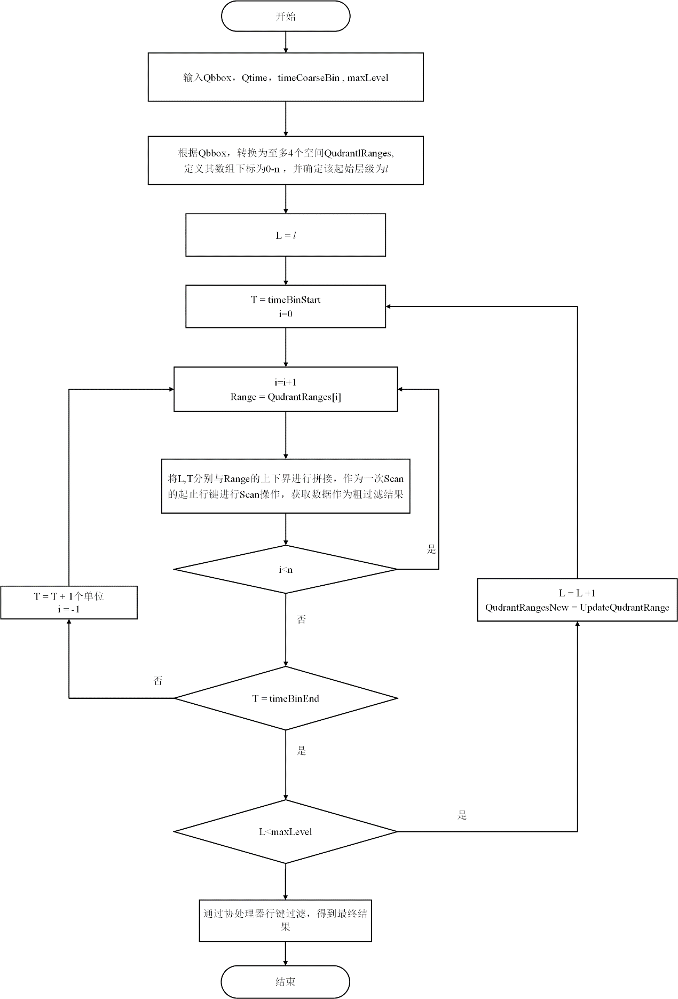 开始
输入Qbbox，Qtime，timeCoarseBin , maxLevel
根据Qbbox，转换为至多4个空间QudrantlRanges,
定义其数组下标为0-n ，并确定该起始层级为l
L = l
T = timeBinStart
i=0
i=i+1
Range = QudrantRanges[i]
将L,T分别与Range的上下界进行拼接，作为一次Scan
的起止行键进行Scan操作，获取数据作为粗过滤结果
是
i<n
T = T + 1个单位
i = -1
L = L +1
QudrantRangesNew = UpdateQudrantRange
否
否
T = timeBinEnd
是
是
L<maxLevel
通过协处理器行键过滤，得到最终结
果
结束